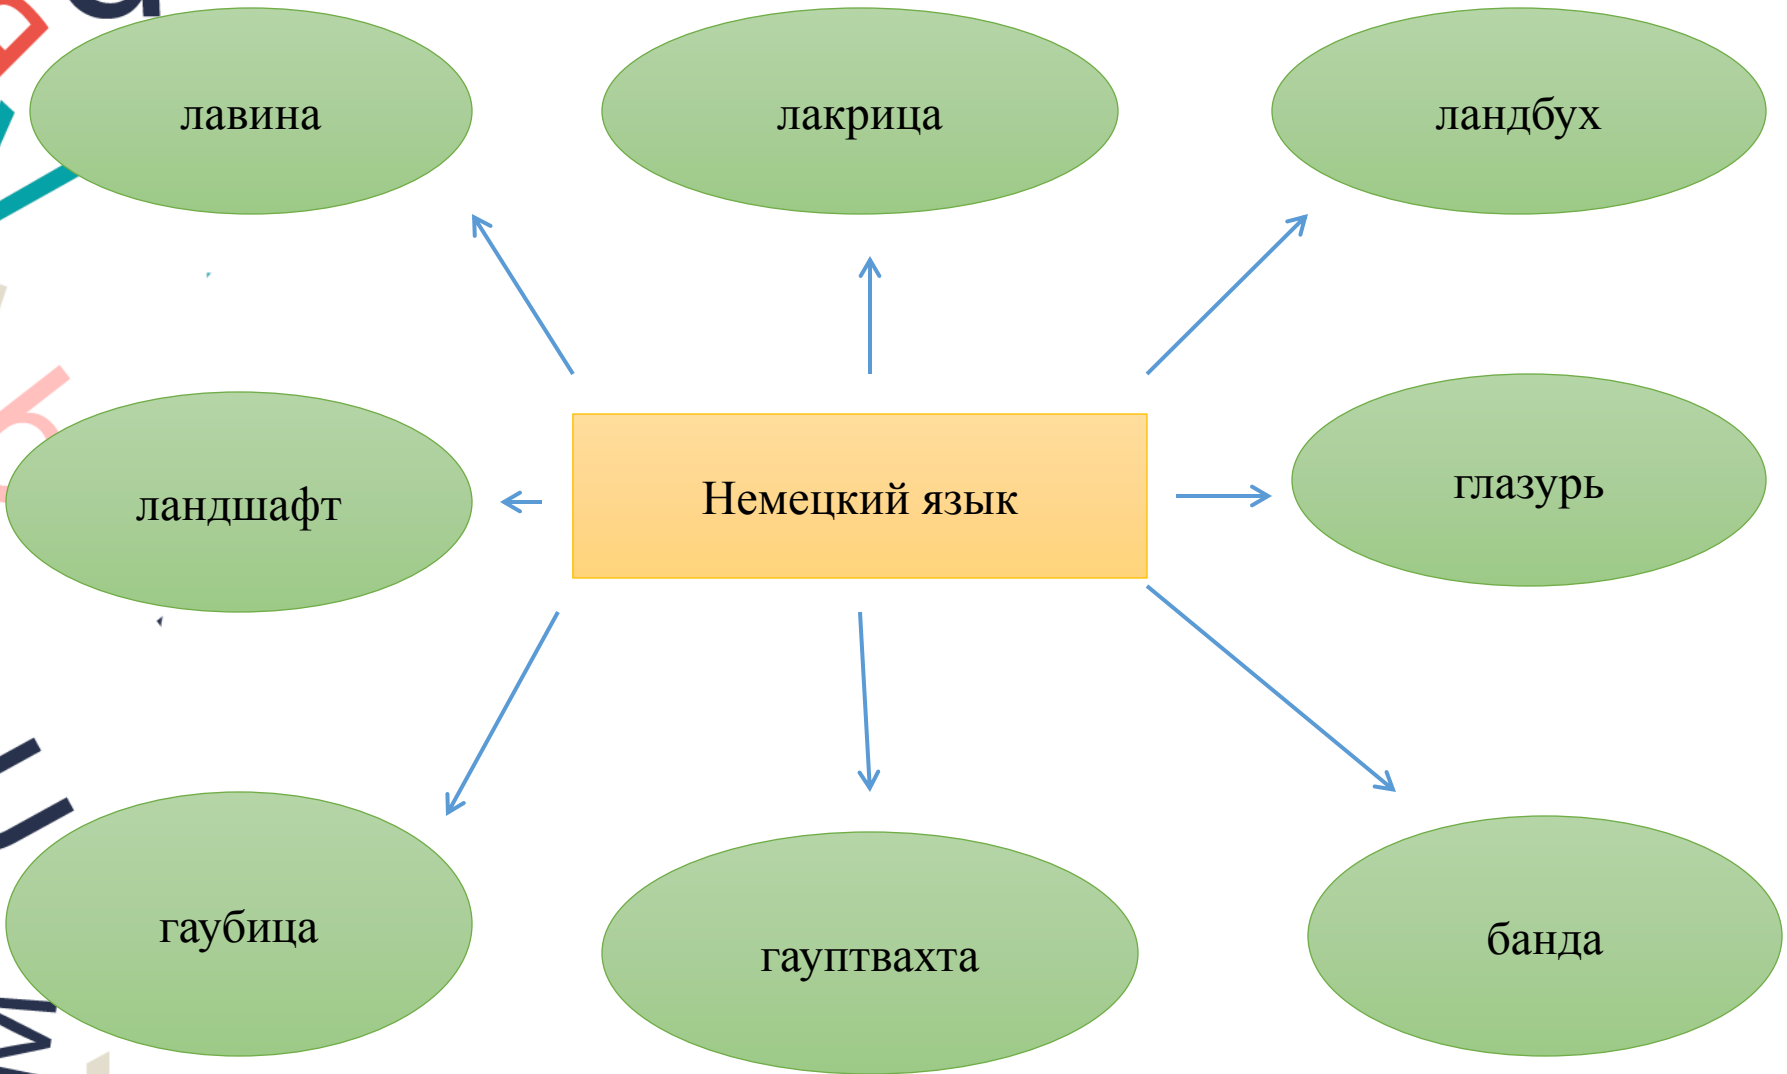 лавина
лакрица
ландбух
ландшафт
Немецкий язык
глазурь
гаубица
гауптвахта
банда